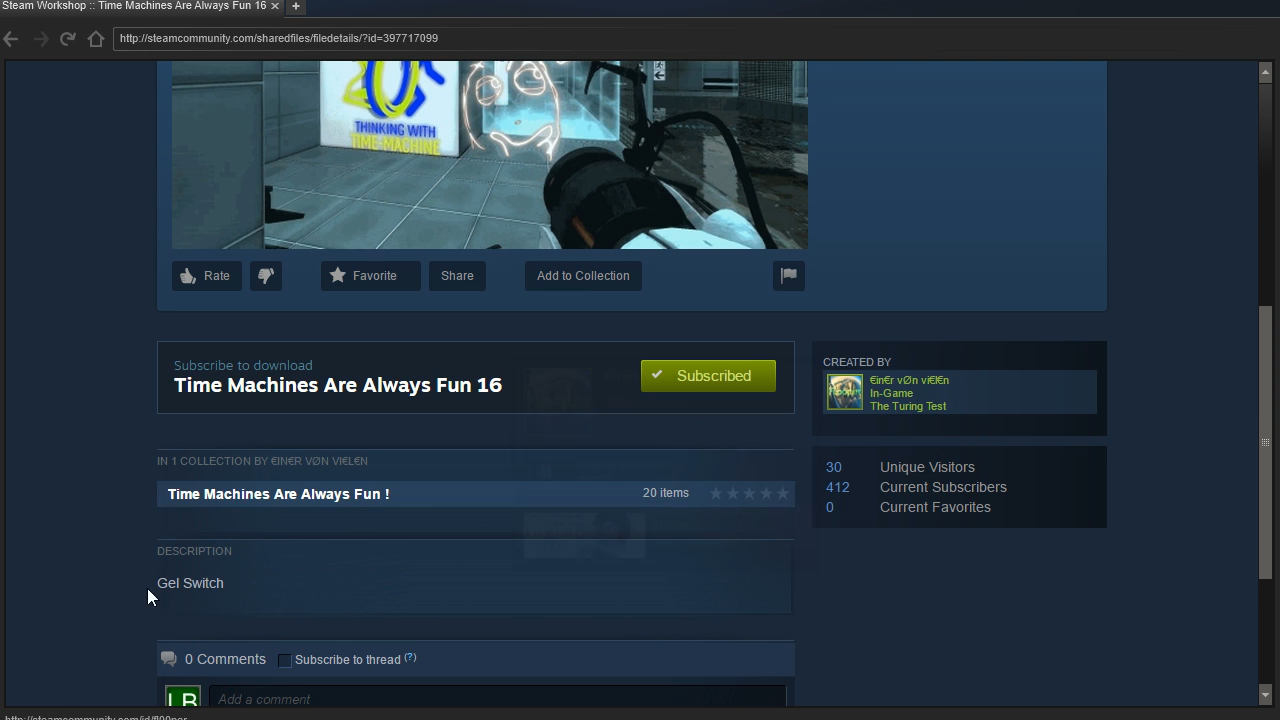 Steam Workshop :: Time Machines Are Always Fun 16
http://steamcommunity.com/sharedfiles/filedetails/?id=397717099
THINKING WITH
TIME MACHINE
Rate
Favorite
Share
Add to Collection
Subscribe to download
Time Machines Are Always Fun 16
Subscribed
CREATED BY
€in€r vØn vi€l€n
In-Game
The Turing Test
30 Unique Visitors
412 Current Subscribers
0 Current Favorites
IN 1 COLLECTION BY €IN€R VØN VI€L€N
Time Machines Are Always Fun ! 20 items
DESCRIPTION
Gel Switch
0 Comments Subscribe to thread (?)
LB
Add a comment